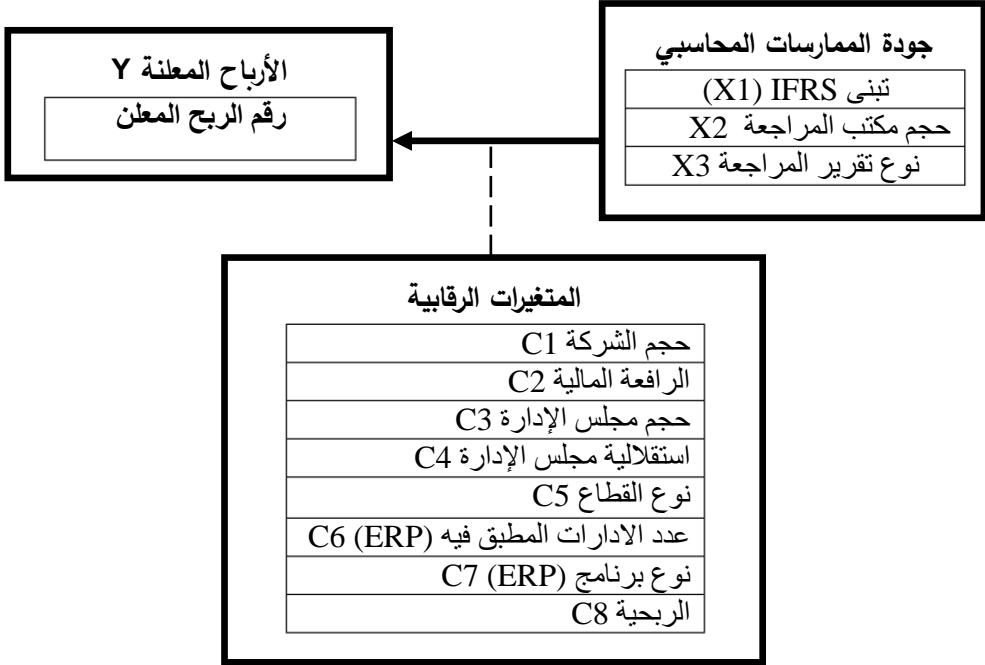 جودة الممارسات المحاسبي
تبنى IFRS (X1)
حجم مكتب المراجعة X2
نوع تقرير المراجعة X3
الأرباح المعلنة Y
رقم الربح المعلن
المتغيرات الرقابية
حجم الشركة C1
الرافعة المالية C2
حجم مجلس الإدارة C3
استقلالية مجلس الإدارة C4
نوع القطاع C5
عدد الادارات المطبق فيه (ERP) C6
نوع برنامج (ERP) C7
الربحية C8